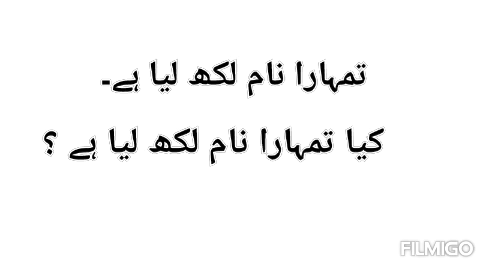 تمہارا نام لکھ لیا ہے۔
کیا تمہارا نام لکھ لیا ہے ؟
FILMIGO